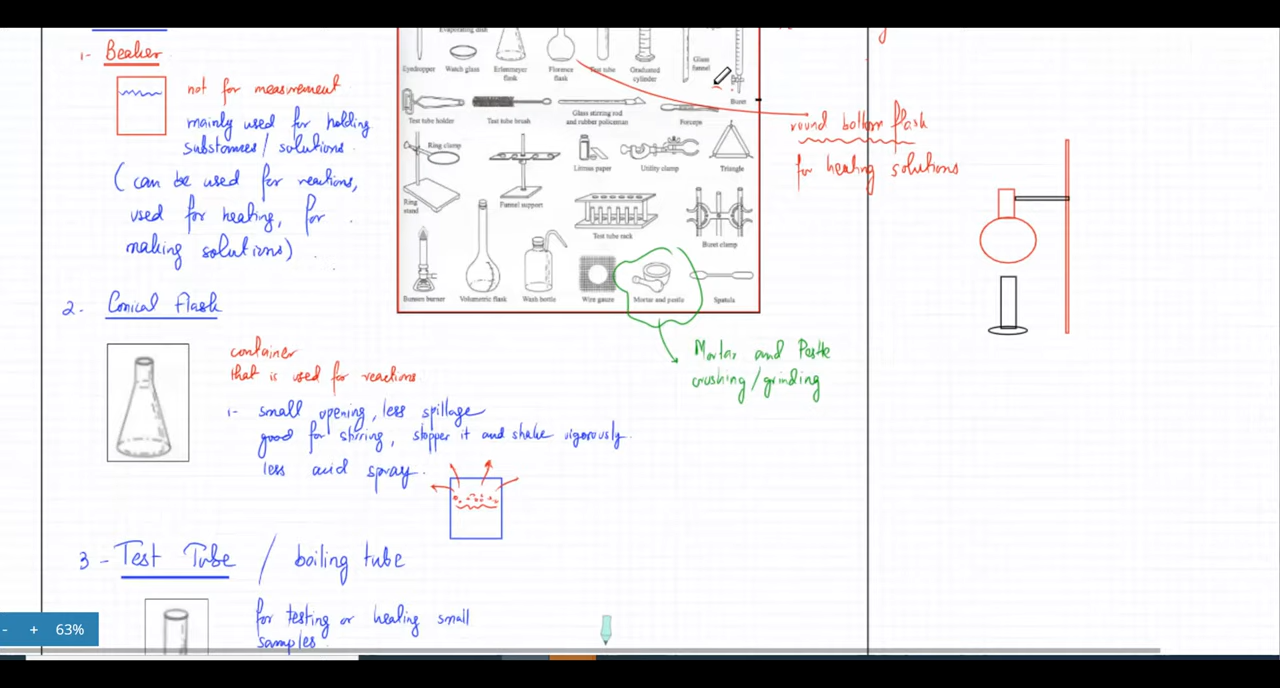 1- Beaker
not for measurement
mainly used for holding
substances/ solutions.
(can be used for reactions,
used for heating, for
making solutions)
Evaporating dish
Eyedropper
Watch glass
Erlenmeyer
flask
Florence
flask
Test tube
Graduated
cylinder
Glass
funnel
Buret
Test tube holder
Test tube brush
Glass stirring rod
and rubber policeman
Forceps
Ring clamp
Ring
stand
Funnel support
Litmus paper
Utility clamp
Triangle
Test tube rack
Buret clamp
Bunsen burner
Volumetric flask
Wash bottle
Wire gauze
Mortar and pestle
Spatula
round bottom flask
for heating solutions
Mortar and Pestle
crushing/grinding
2. Conical Flask
container
that is used for reactions.
1- small opening, less spillage
good for stirring, stopper it and shake vigorously.
less acid spray.
3 - Test Tube / boiling tube
for testing or heating small
samples.
- + 63%